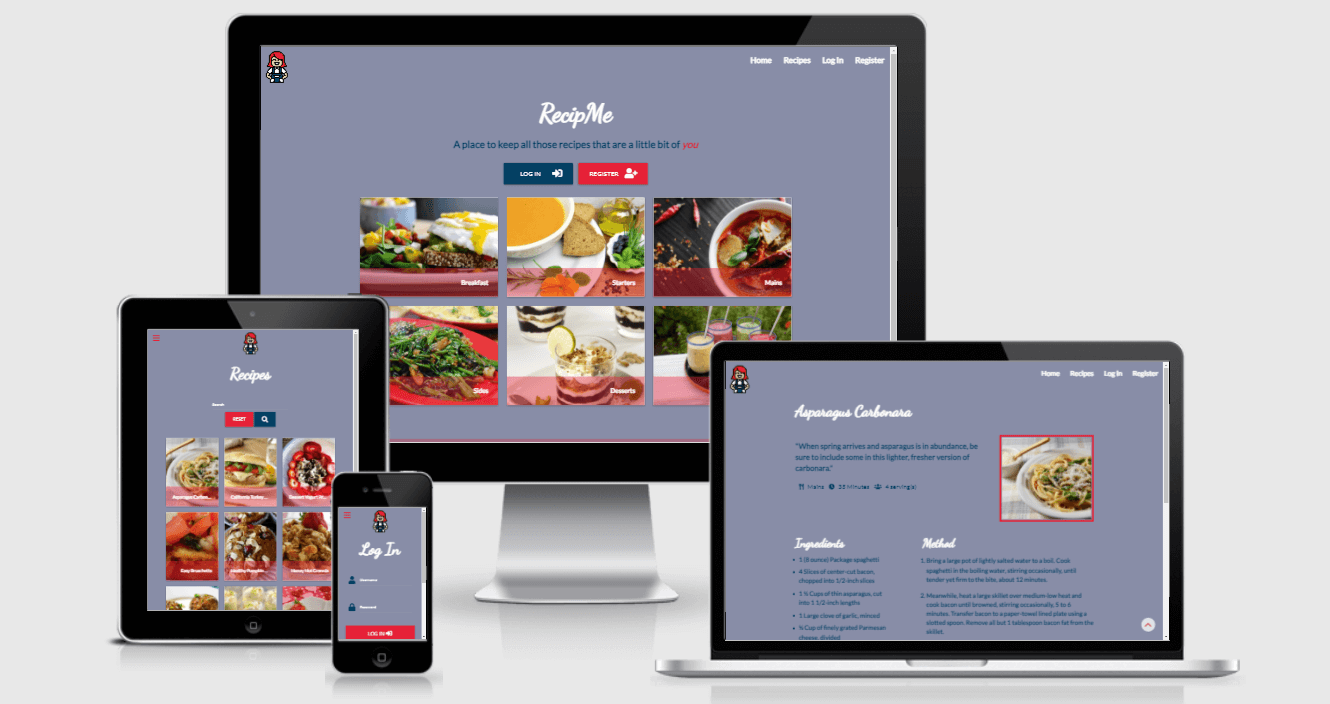 Home Recipes Log In Register
RecipMe
A place to keep all those recipes that are a little bit of you
LOG IN REGISTER
Breakfast Starters Mains
Sides Desserts
Recipes
Search
RESET
Asparagus Carbon... California Turkey...
Easy Bruschetta Healthy Pumpkin...
Log In
Username
Password
LOG IN
Home Recipes Log In Register
Asparagus Carbonara
"When spring arrives and asparagus is in abundance, be
sure to include some in this lighter, fresher version of
carbonara."
Mains 35 Minutes 4 serving(s)
Ingredients
1 (8 ounce) Package spaghetti
4 Slices of center-cut bacon,
chopped into 1/2-inch slices
1 ½ Cups of thin asparagus, cut
into 1 1/2-inch lengths
1 Large clove of garlic, minced
¾ Cup of finely grated Parmesan
cheese, divided
Method
1. Bring a large pot of lightly salted water to a boil. Cook
spaghetti in the boiling water, stirring occasionally, until
tender yet firm to the bite, about 12 minutes.
2. Meanwhile, heat a large skillet over medium-low heat and
cook bacon until browned, stirring occasionally, 5 to 6
minutes. Transfer bacon to a paper-towel lined plate using a
slotted spoon. Remove all but 1 tablespoon bacon fat from the
skillet.